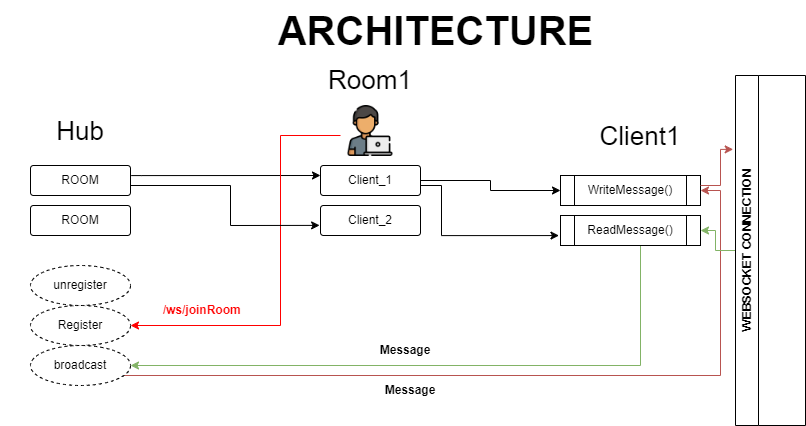 ARCHITECTURE
Room1
Hub
Client1
ROOM
Client_1
WriteMessage()
ROOM
Client_2
ReadMessage()
WEBSOCKET CONNECTION
unregister
/ws/joinRoom
Register
Message
broadcast
Message